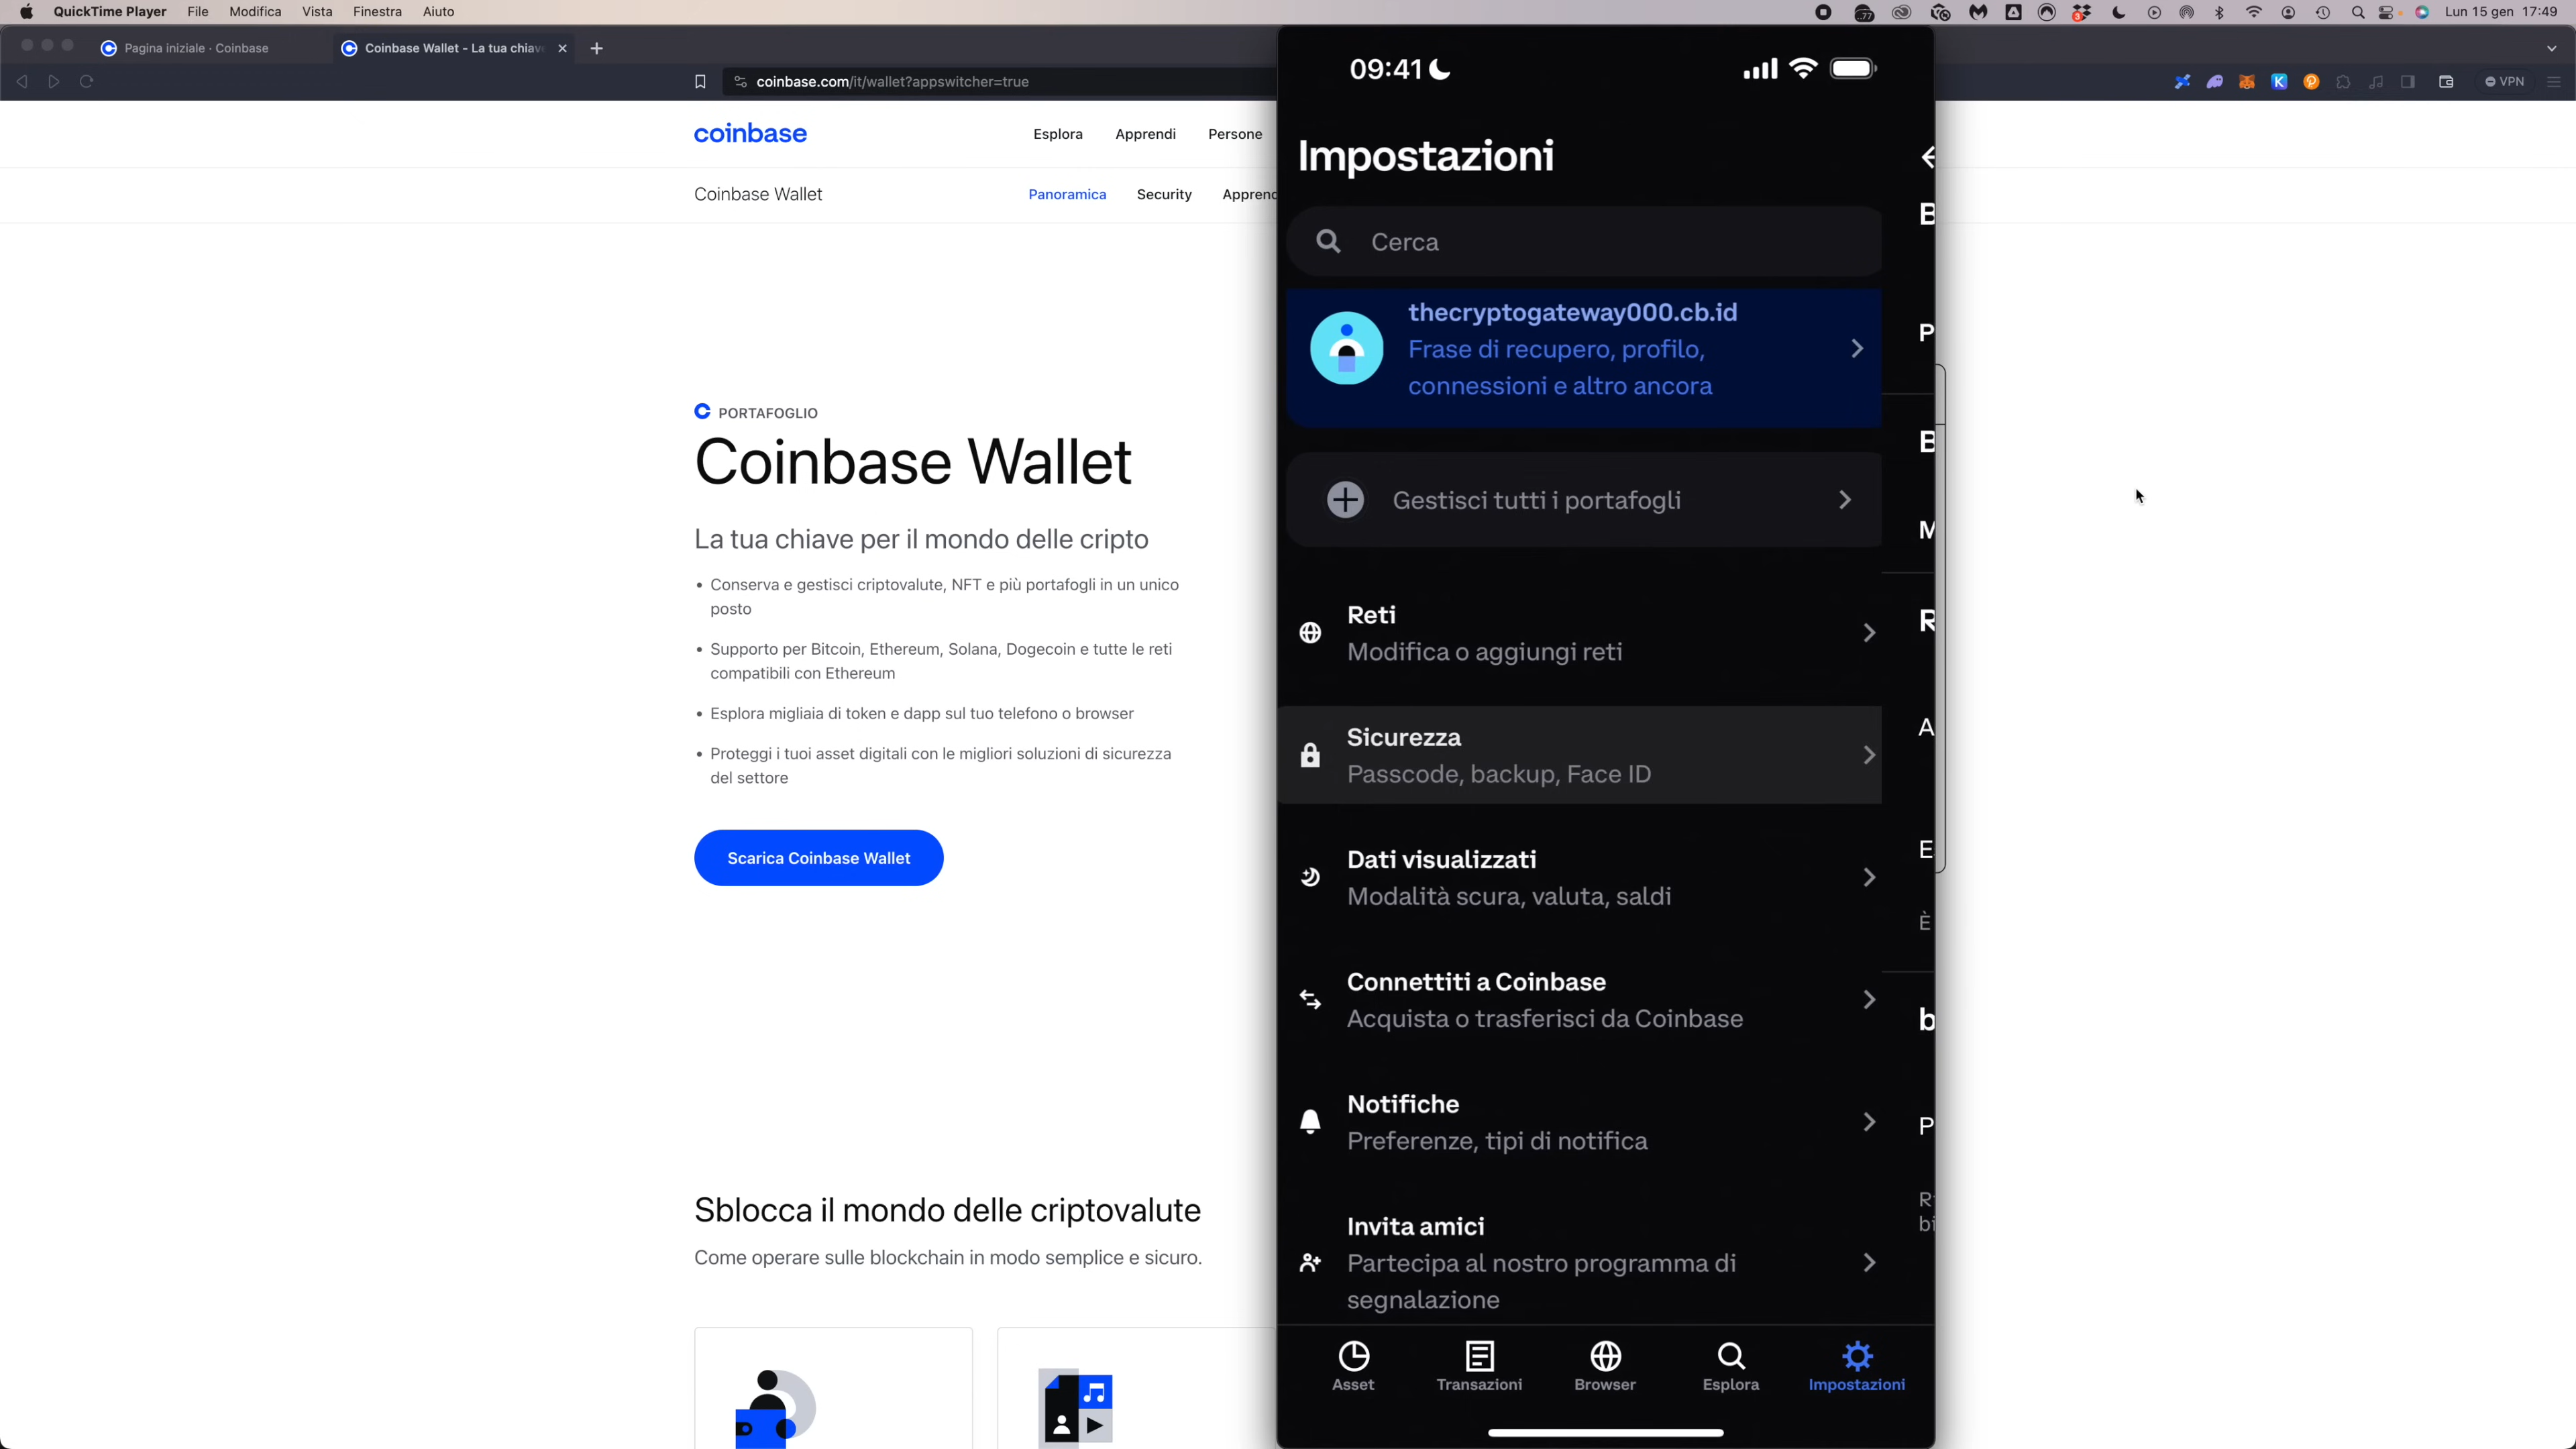 QuickTime Player File Modifica Vista Finestra Aiuto
77
3
Lun 15 gen 17:49
Pagina iniziale · Coinbase
Coinbase Wallet - La tua chiave
coinbase.com/it/wallet?appswitcher=true
VPN
coinbase
Esplora Apprendi Persone
Coinbase Wallet
Panoramica Security Apprend
PORTAFOGLIO
Coinbase Wallet
La tua chiave per il mondo delle cripto
• Conserva e gestisci criptovalute, NFT e più portafogli in un unico
posto
• Supporto per Bitcoin, Ethereum, Solana, Dogecoin e tutte le reti
compatibili con Ethereum
• Esplora migliaia di token e dapp sul tuo telefono o browser
• Proteggi i tuoi asset digitali con le migliori soluzioni di sicurezza
del settore
Scarica Coinbase Wallet
Sblocca il mondo delle criptovalute
Come operare sulle blockchain in modo semplice e sicuro.
09:41
Impostazioni
Cerca
thecryptogateway000.cb.id
Frase di recupero, profilo,
connessioni e altro ancora
Gestisci tutti i portafogli
Reti
Modifica o aggiungi reti
Sicurezza
Passcode, backup, Face ID
Dati visualizzati
Modalità scura, valuta, saldi
Connettiti a Coinbase
Acquista o trasferisci da Coinbase
Notifiche
Preferenze, tipi di notifica
Invita amici
Partecipa al nostro programma di
segnalazione
Asset Transazioni Browser Esplora Impostazioni